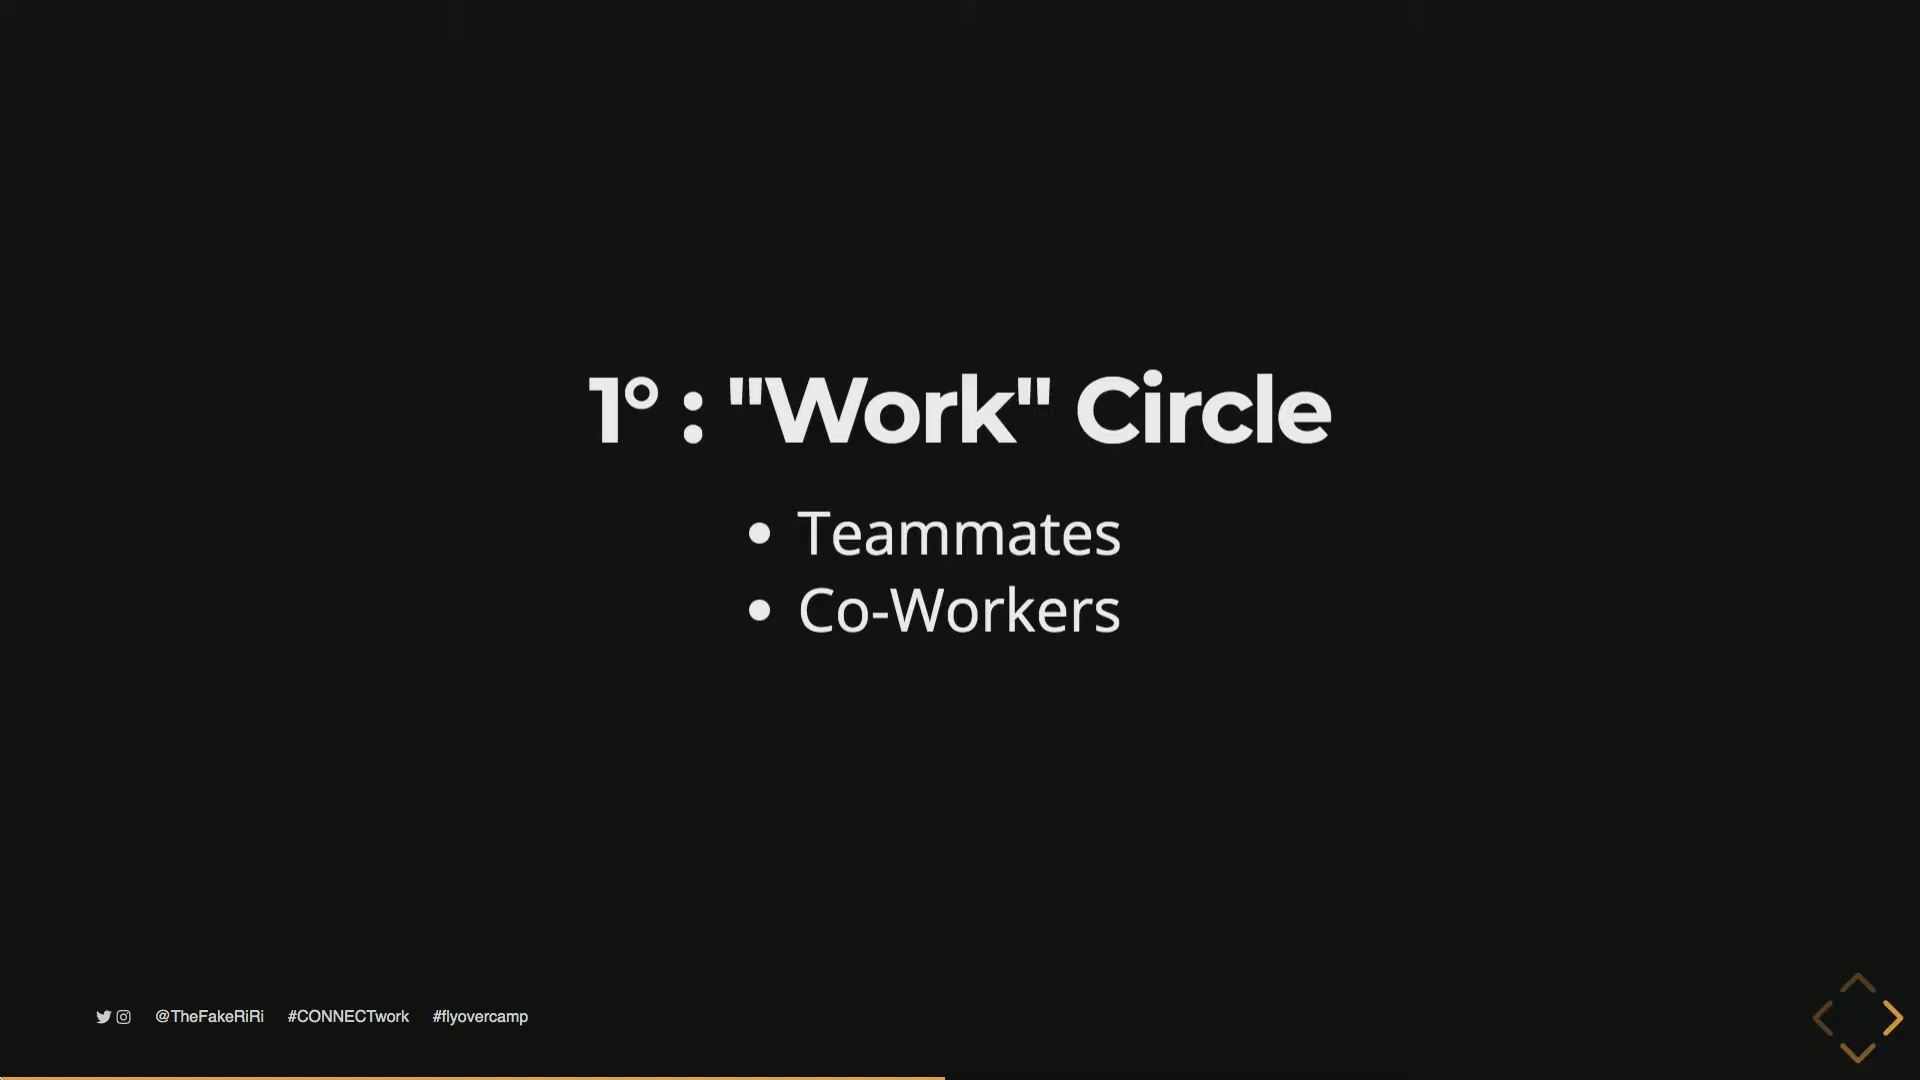 1° : "Work" Circle
• Teammates
• Co-Workers
@TheFakeRiRi #CONNECTwork #flyovercamp